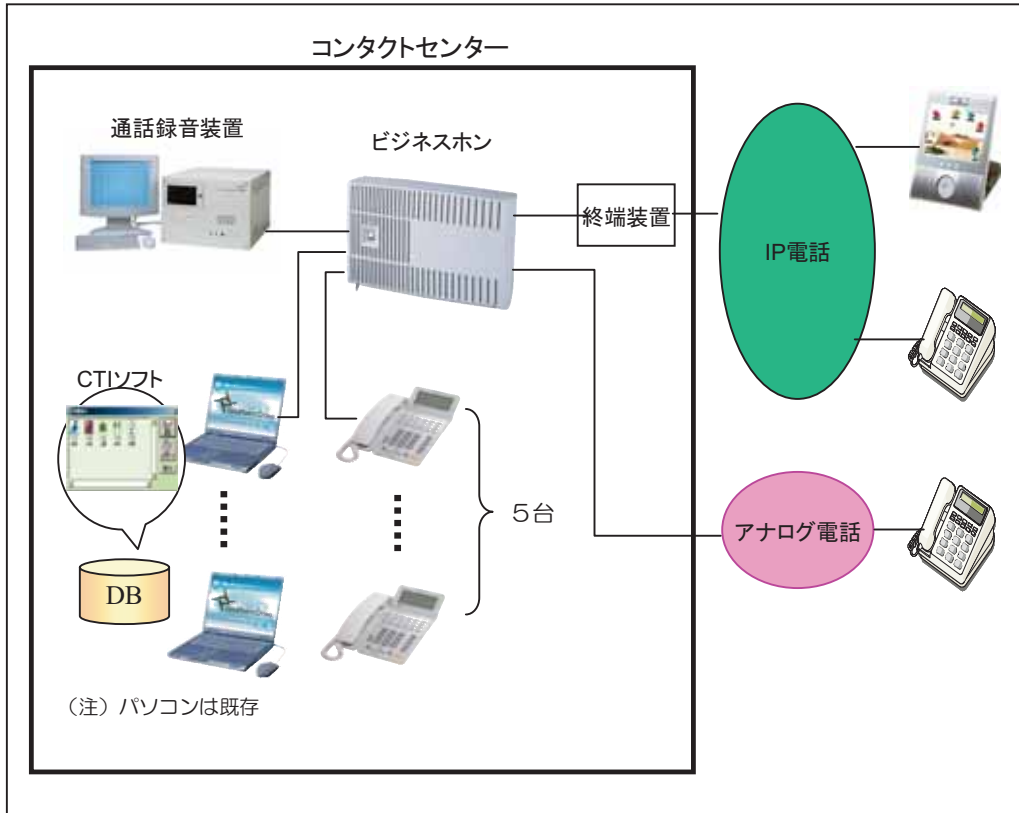 コンタクトセンター
通話録音装置
ビジネスホン
終端装置
IP電話
CTIソフト
5台
アナログ電話
DB
（注）パソコンは既存